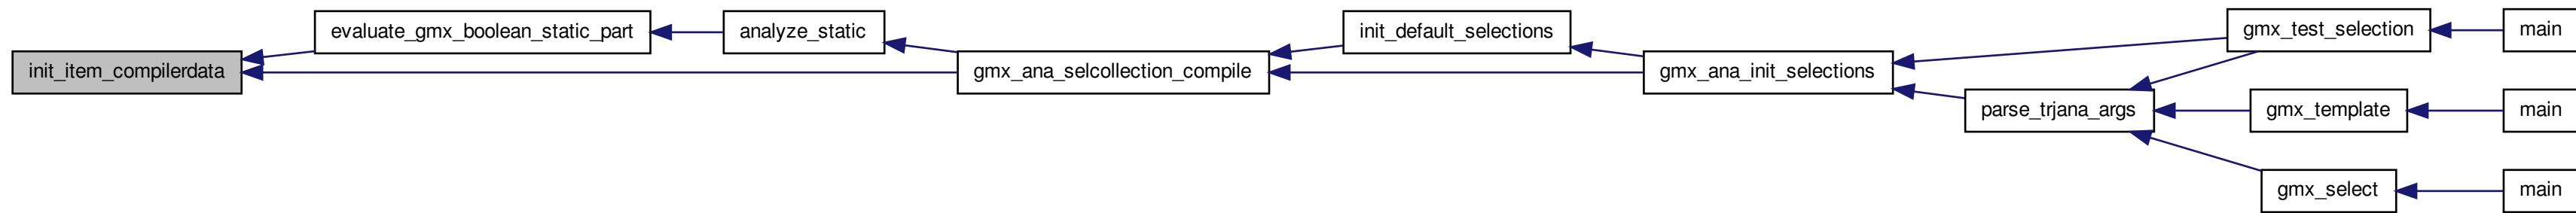 init_item_compilerdata
evaluate_gmx_boolean_static_part
analyze_static
gmx_ana_selcollection_compile
init_default_selections
gmx_ana_init_selections
gmx_test_selection
main
parse_trjana_args
gmx_template
main
gmx_select
main